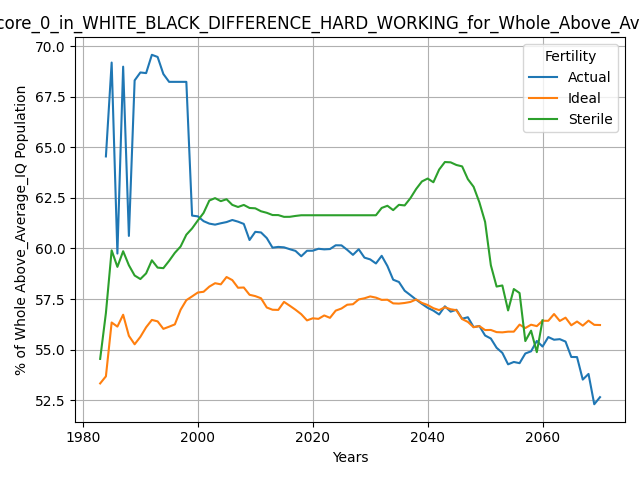 core_0_in_WHITE_BLACK_DIFFERENCE_HARD_WORKING_for_Whole_Above_Av
Fertility
Actual
Ideal
Sterile
% of Whole Above_Average_IQ Population
70.0
67.5
65.0
62.5
60.0
57.5
55.0
52.5
1980
2000
2020
2040
2060
Years